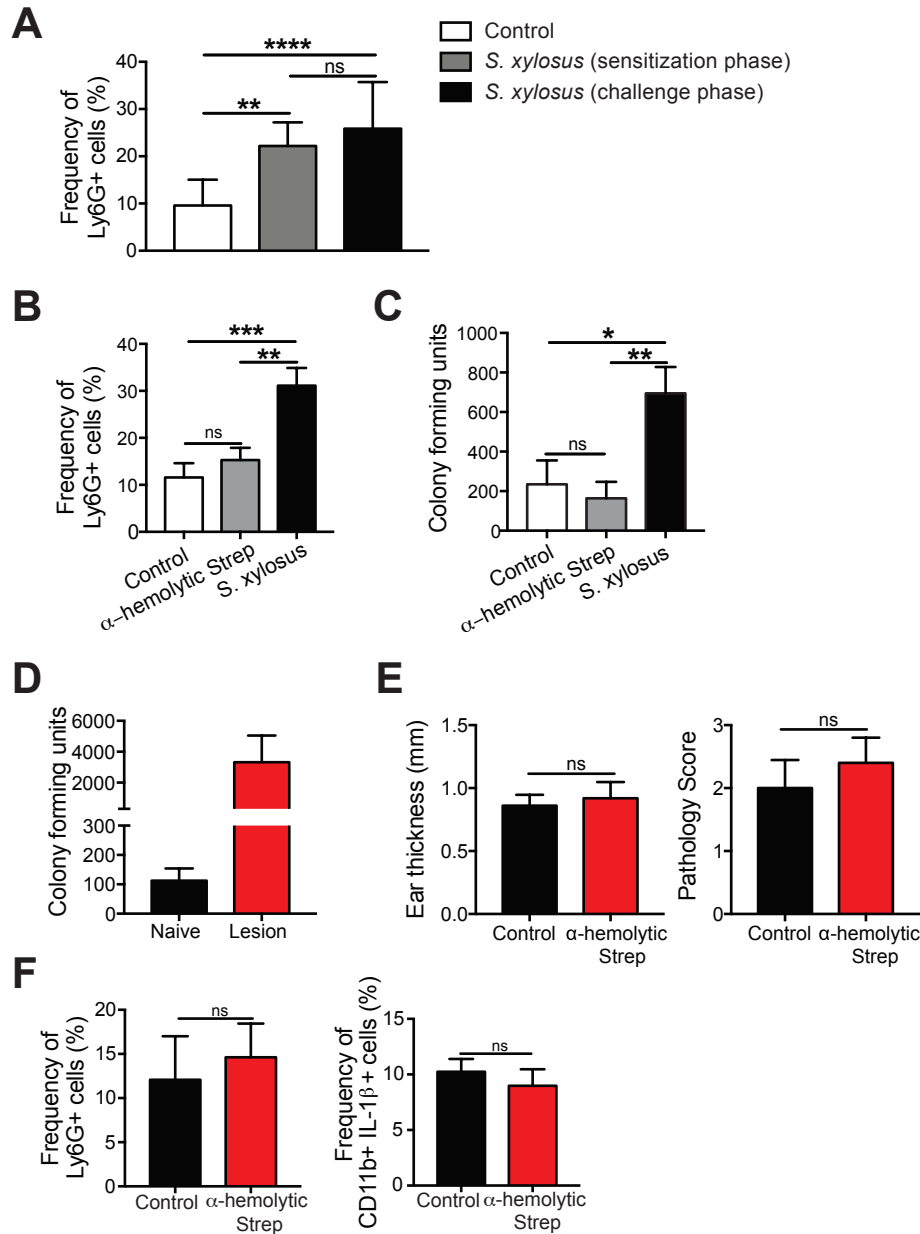 A
Control
S. xylosus (sensitization phase)
S. xylosus (challenge phase)
****
ns
**
Frequency of
Ly6G+ cells (%)
40
30
20
10
0
B
***
**
ns
Frequency of
Ly6G+ cells (%)
40
30
20
10
0
Control
α–hemolytic Strep
S. xylosus
C
*
**
ns
Colony forming units
1000
800
600
400
200
0
Control
α–hemolytic Strep
S. xylosus
D
Colony forming units
6000
4000
2000
300
200
100
0
Naive
Lesion
E
ns
Ear thickness (mm)
1.5
1.0
0.5
0.0
Control
α-hemolytic
Strep
ns
Pathology Score
3
2
1
0
Control
α-hemolytic
Strep
F
ns
Frequency of
Ly6G+ cells (%)
20
15
10
5
0
Control
α-hemolytic
Strep
ns
Frequency of
CD11b+ IL-1β+ cells (%)
15
10
5
0
Control
α-hemolytic
Strep